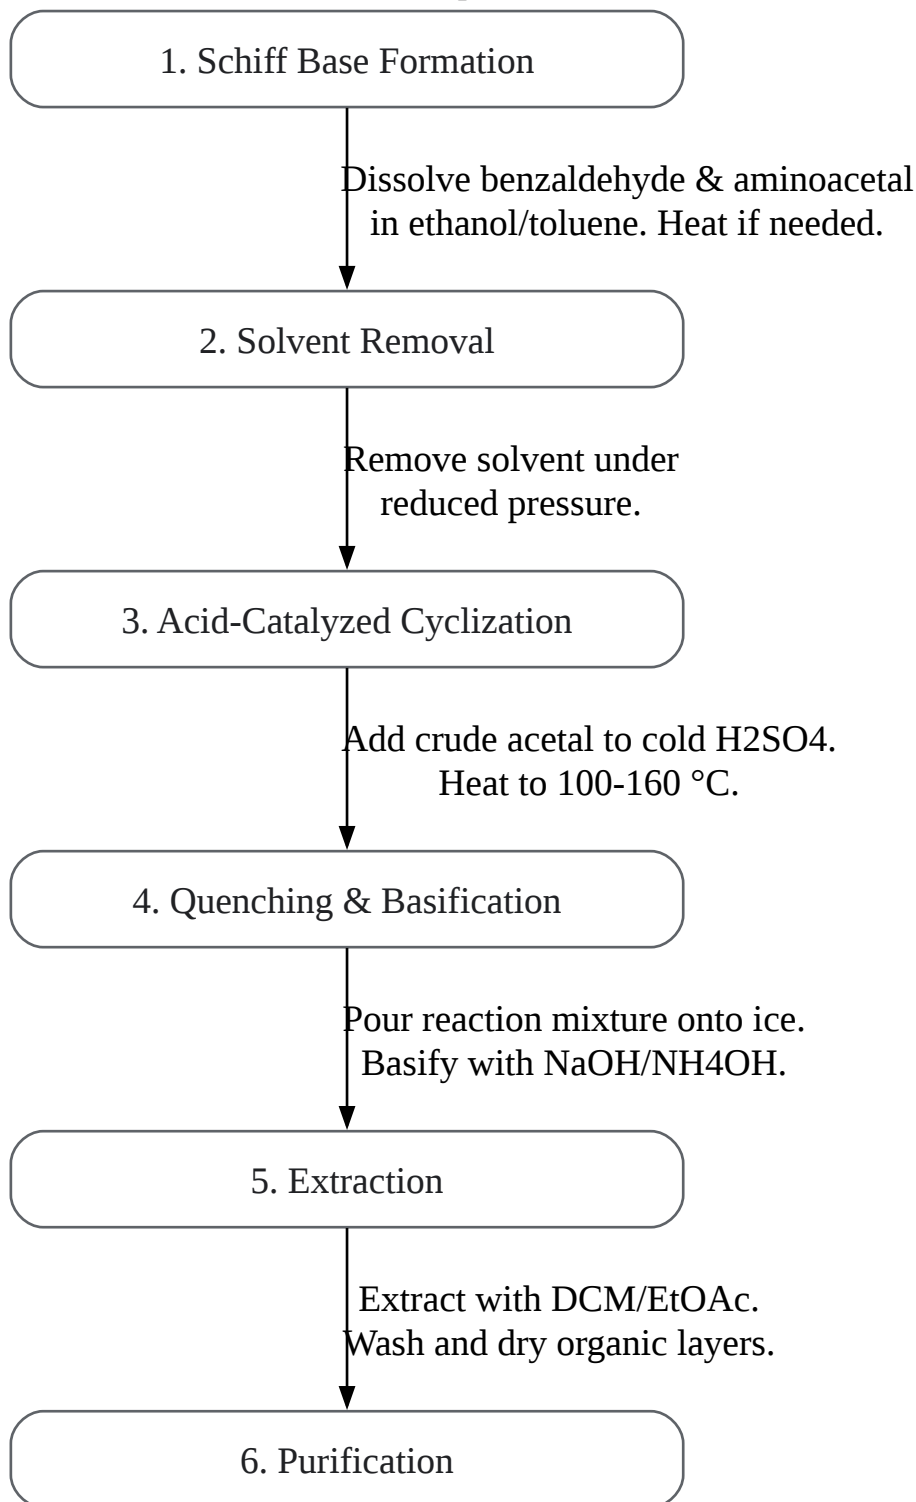 1. Schiff Base Formation
Dissolve benzaldehyde & aminoacetal
in ethanol/toluene. Heat if needed.
2. Solvent Removal
Remove solvent under
reduced pressure.
3. Acid-Catalyzed Cyclization
Add crude acetal to cold H2SO4.
Heat to 100-160 °C.
4. Quenching & Basification
Pour reaction mixture onto ice.
Basify with NaOH/NH4OH.
5. Extraction
Extract with DCM/EtOAc.
Wash and dry organic layers.
6. Purification